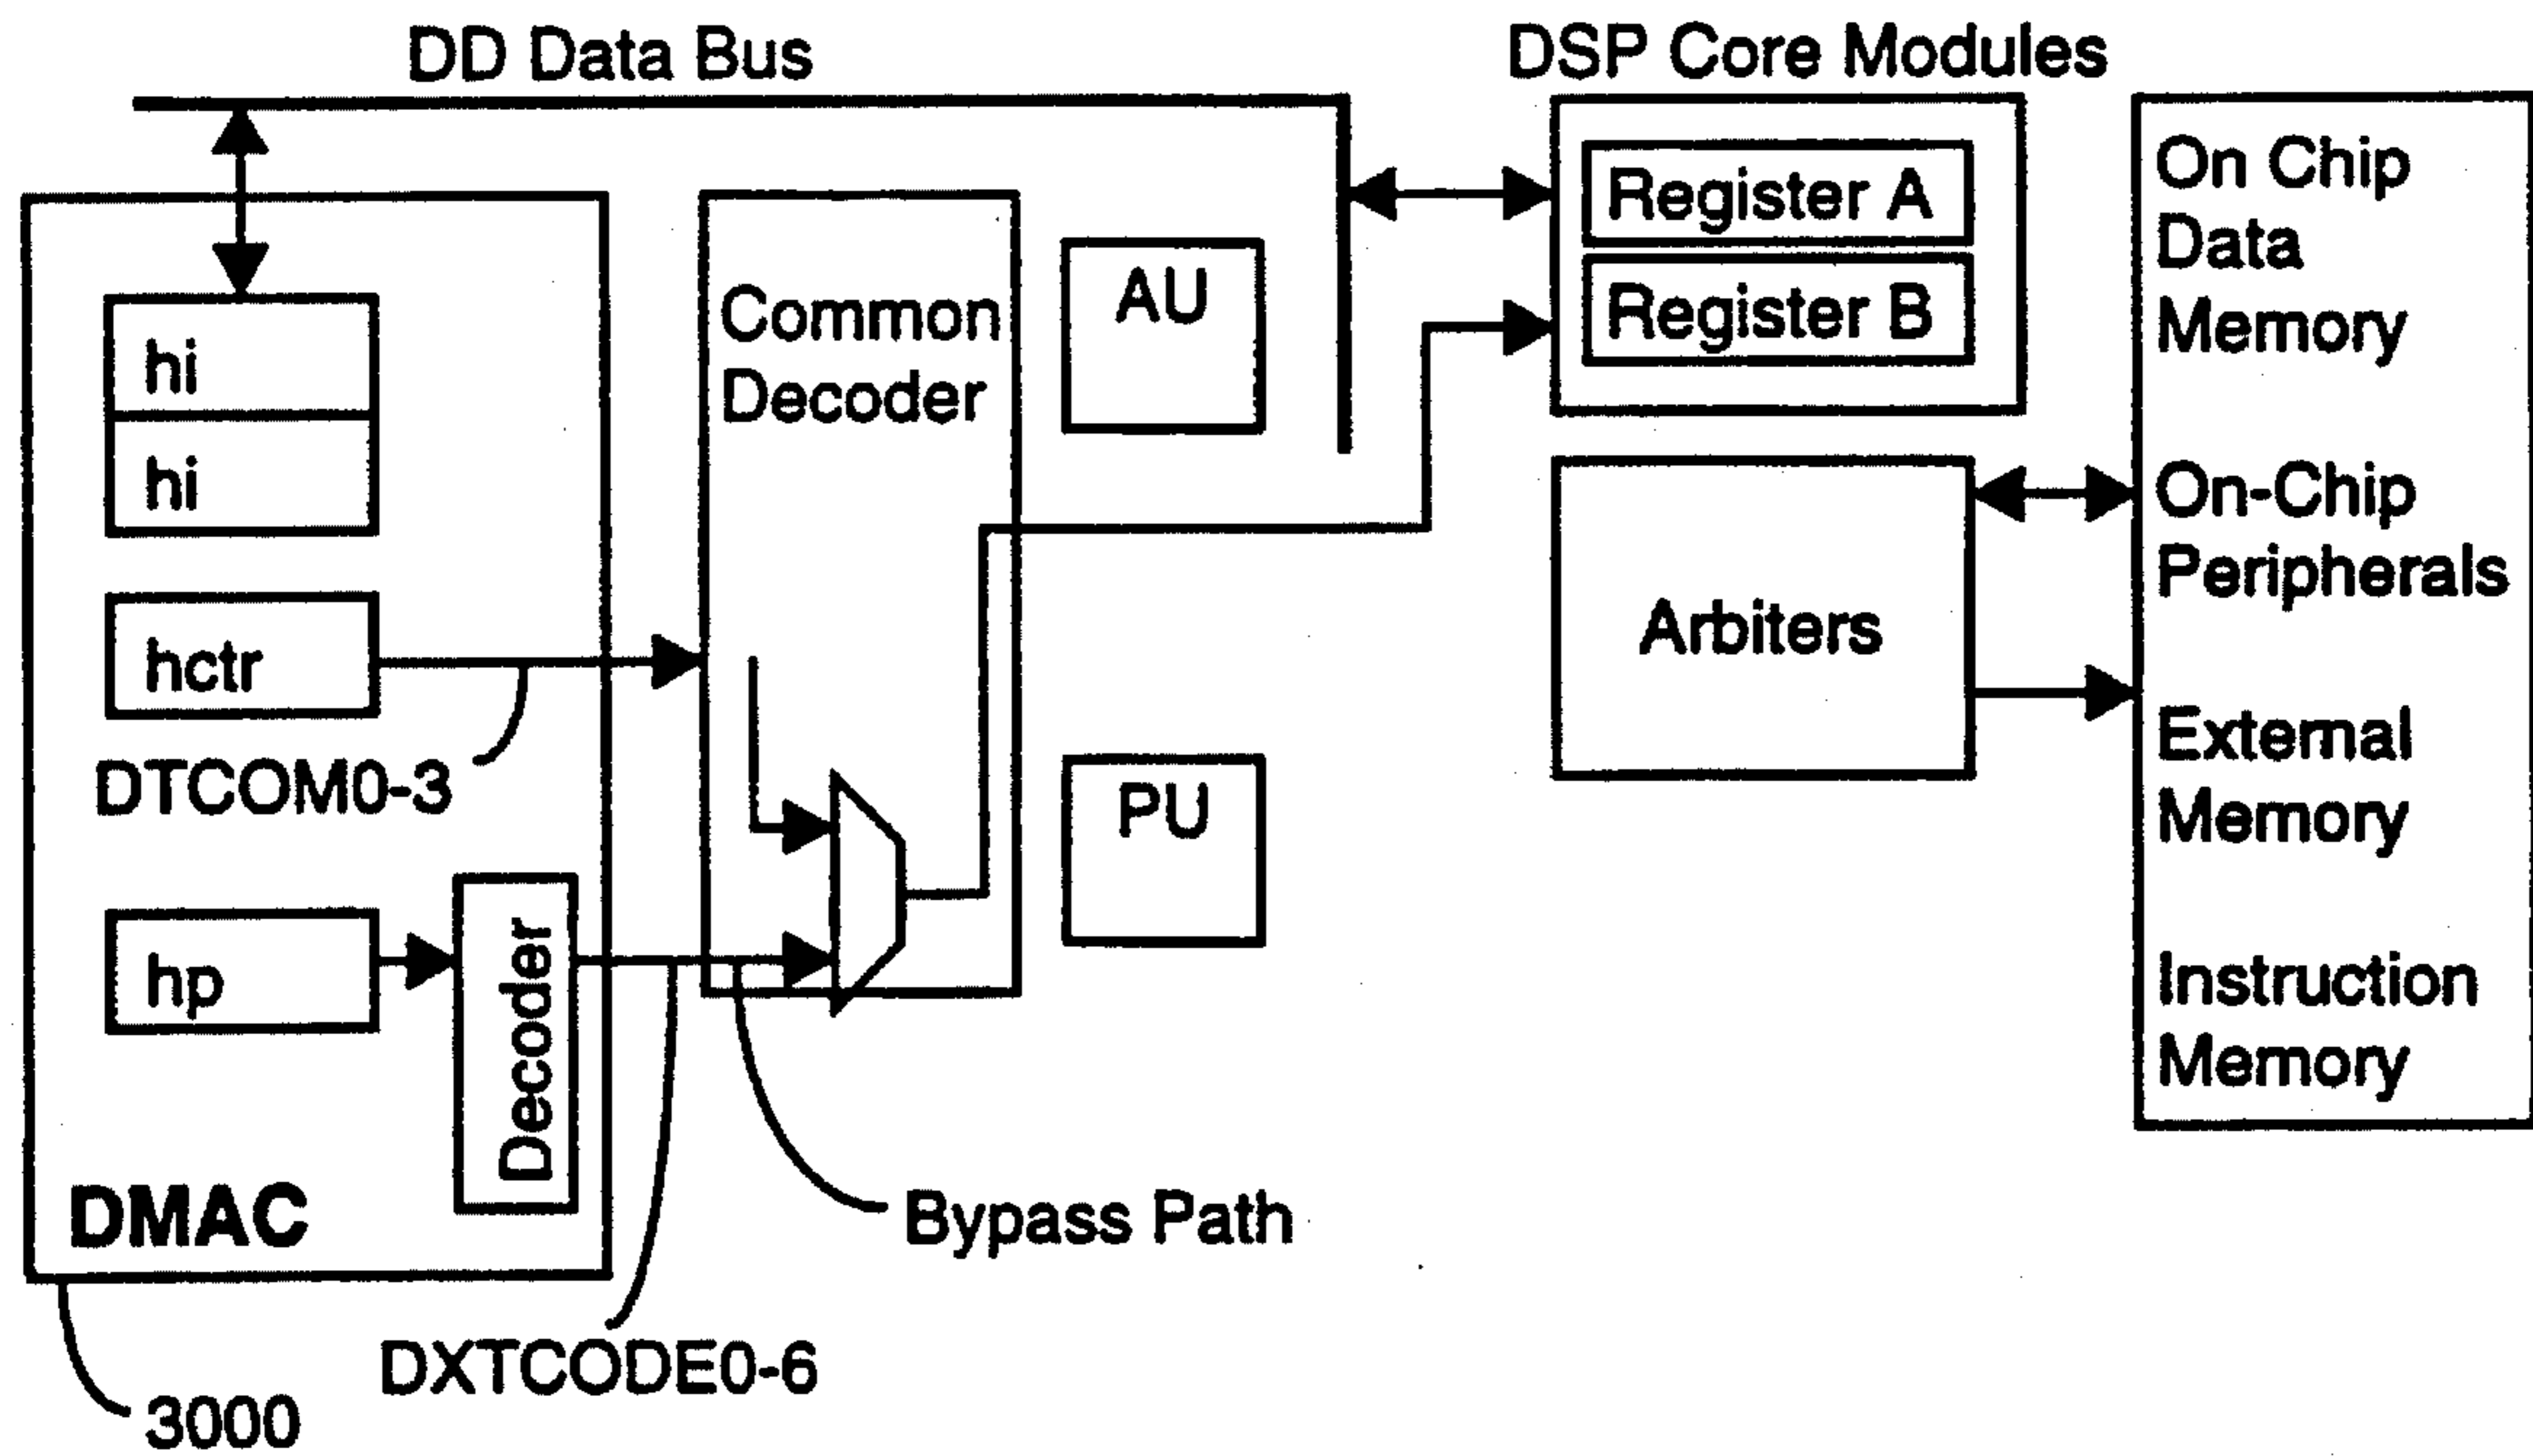 DD Data Bus
DSP Core Modules
hi
hi
hctr
DTCOM0-3
hp
Decoder
DMAC
3000
DXTCODE0-6
Bypass Path
Common
Decoder
AU
PU
Register A
Register B
Arbiters
On Chip
Data
Memory
On-Chip
Peripherals
External
Memory
Instruction
Memory